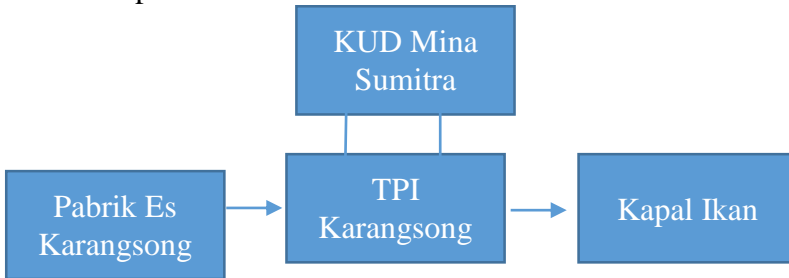 KUD Mina
Sumitra
Pabrik Es
Karangsong
TPI
Karangsong
Kapal Ikan